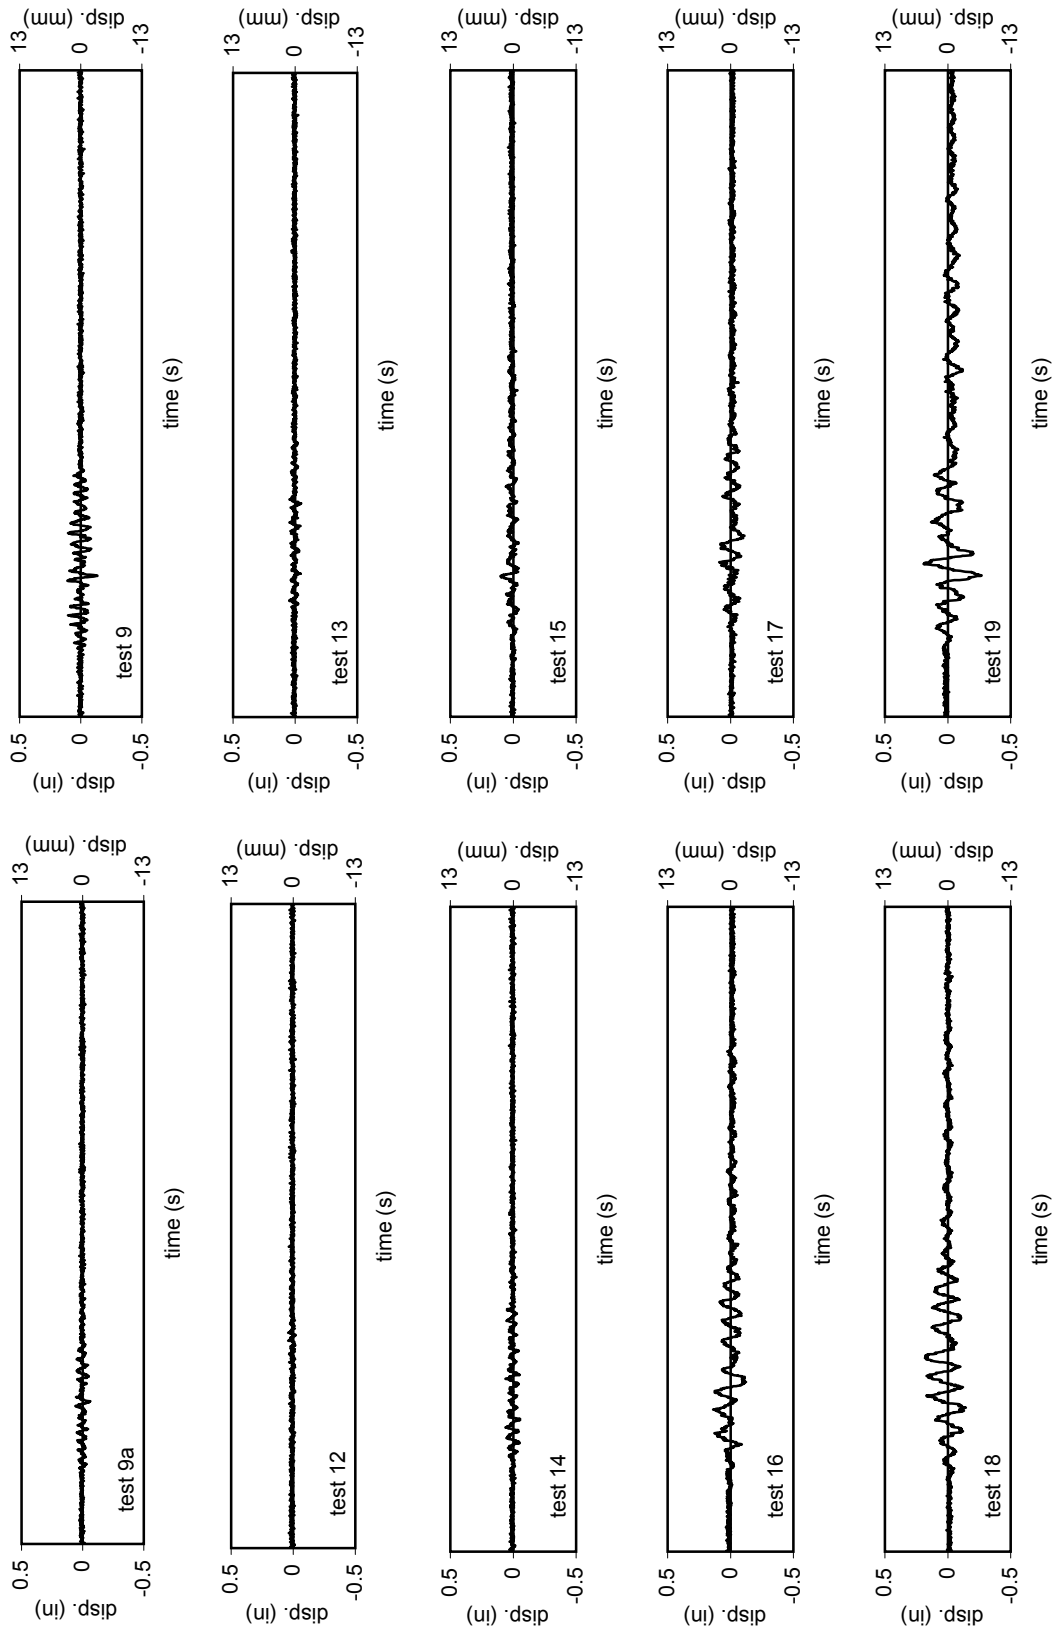 disp. (in)
0.5
0
-0.5
test 9a
time (s)
13
0
-13
disp. (mm)
disp. (in)
0.5
0
-0.5
test 9
time (s)
13
0
-13
disp. (mm)
disp. (in)
0.5
0
-0.5
test 12
time (s)
13
0
-13
disp. (mm)
disp. (in)
0.5
0
-0.5
test 13
time (s)
13
0
-13
disp. (mm)
disp. (in)
0.5
0
-0.5
test 14
time (s)
13
0
-13
disp. (mm)
disp. (in)
0.5
0
-0.5
test 15
time (s)
13
0
-13
disp. (mm)
disp. (in)
0.5
0
-0.5
test 16
time (s)
13
0
-13
disp. (mm)
disp. (in)
0.5
0
-0.5
test 17
time (s)
13
0
-13
disp. (mm)
disp. (in)
0.5
0
-0.5
test 18
time (s)
13
0
-13
disp. (mm)
disp. (in)
0.5
0
-0.5
test 19
time (s)
13
0
-13
disp. (mm)